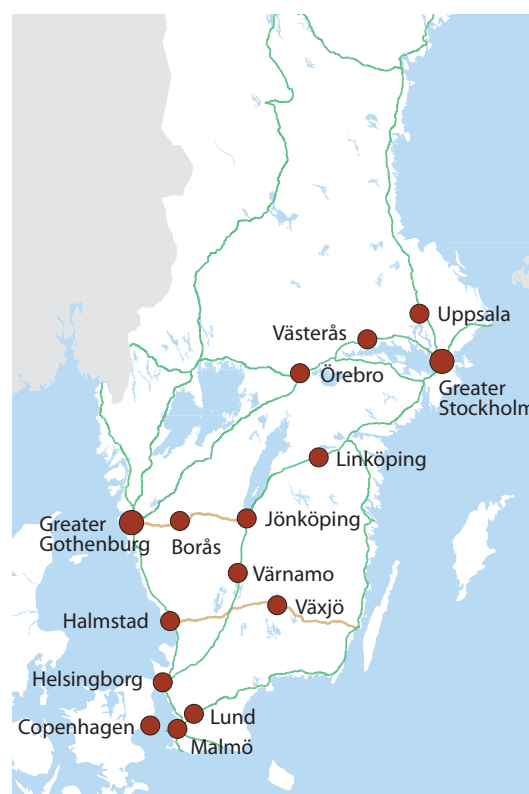 Uppsala
Västerås
Örebro
Greater
Stockholm
Linköping
Greater
Gothenburg
Borås
Jönköping
Värnamo
Halmstad
Växjö
Helsingborg
Copenhagen
Lund
Malmö